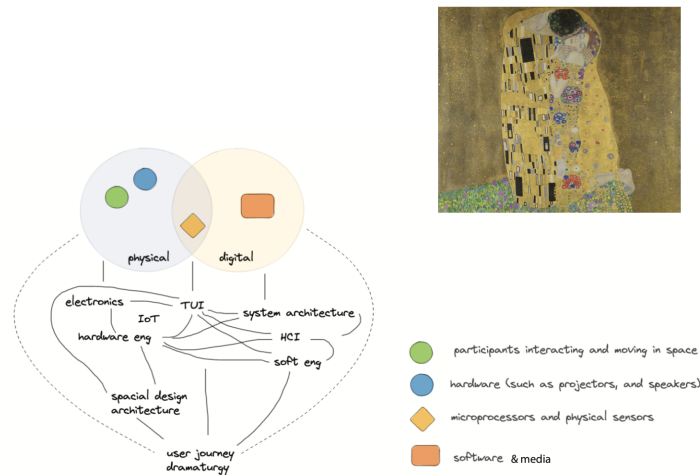 physical
digital
electronics
TUI
IoT
system architecture
hardware eng
HCI
soft eng
spacial design
architecture
user journey
dramaturgy
participants interacting and moving in space
hardware (such as projectors, and speakers)
microprocessors and physical sensors
software & media